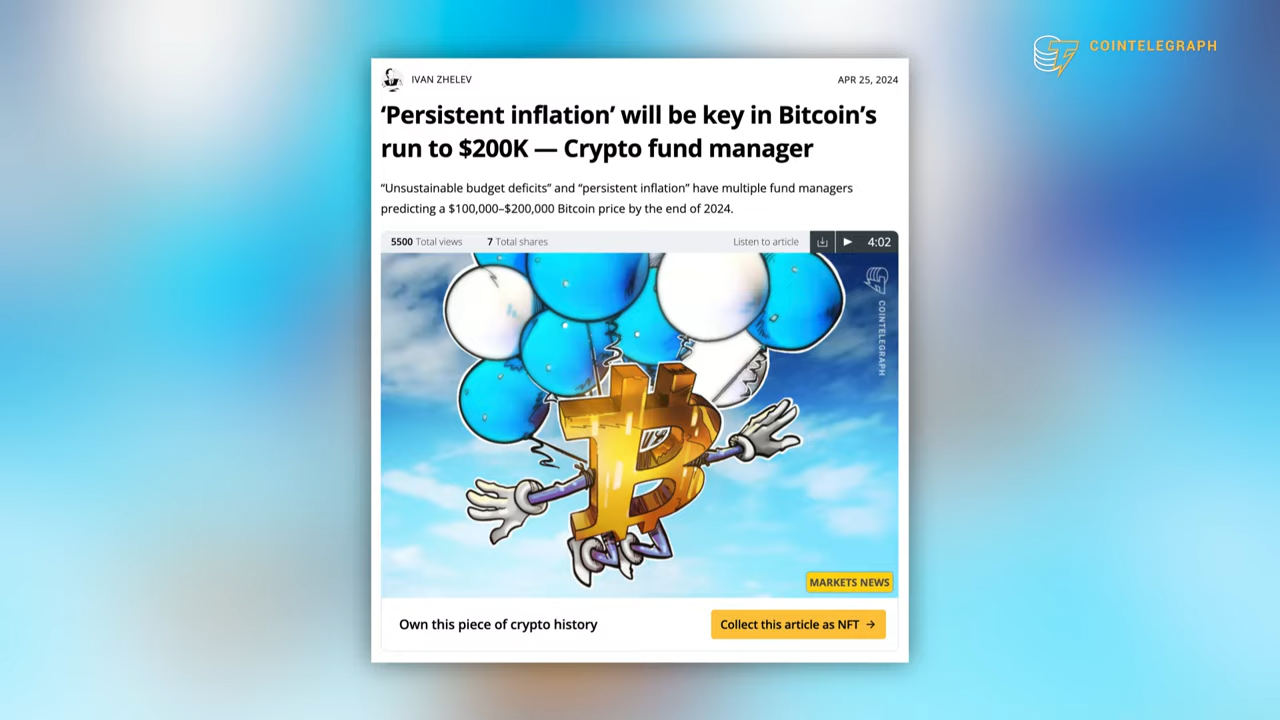 COINTELEGRAPH
IVAN ZHELEV
APR 25, 2024
‘Persistent inflation’ will be key in Bitcoin’s
run to $200K — Crypto fund manager
“Unsustainable budget deficits” and “persistent inflation” have multiple fund managers
predicting a $100,000–$200,000 Bitcoin price by the end of 2024.
5500 Total views 7 Total shares Listen to article 4:02
COINTELEGRAPH
MARKETS NEWS
Own this piece of crypto history
Collect this article as NFT →